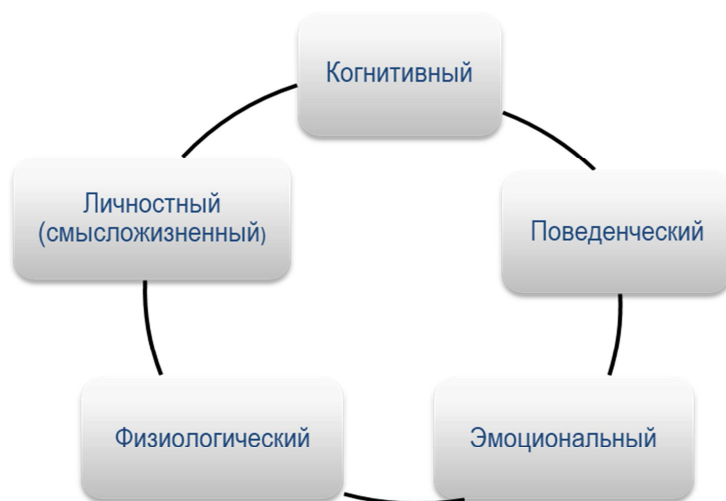 Когнитивный
Личностный
(смысложизненный)
Поведенческий
Физиологический
Эмоциональный